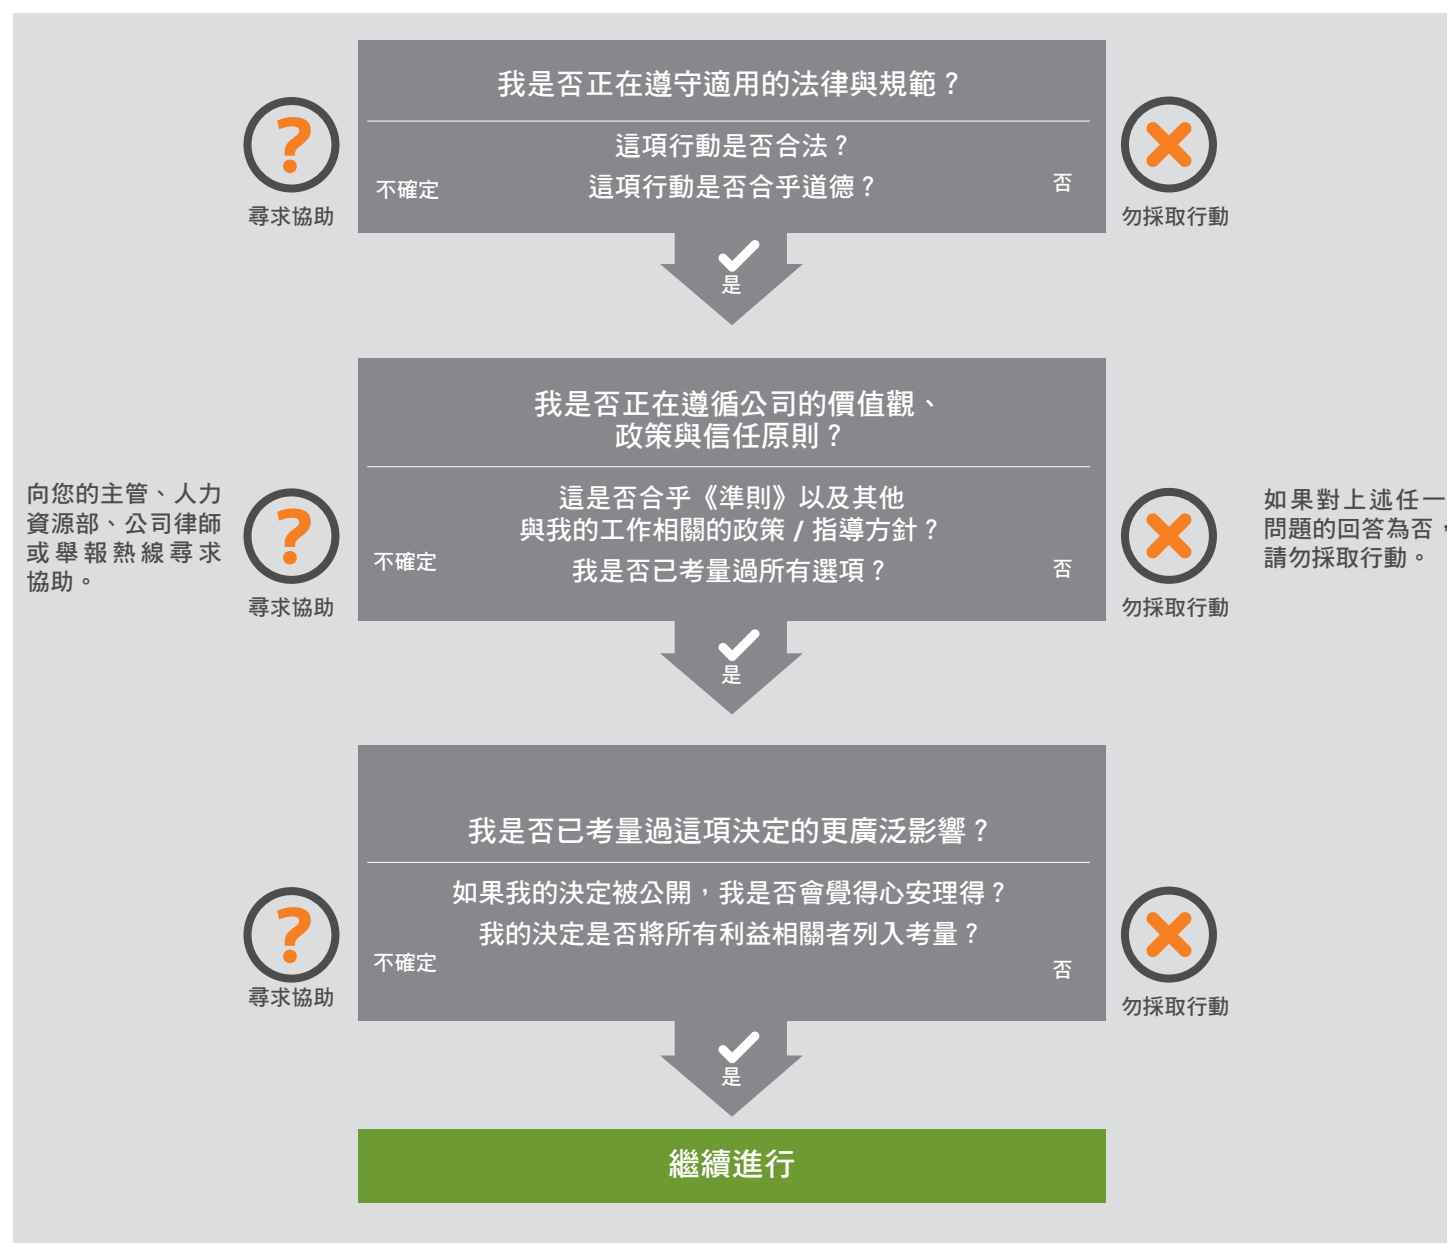 我是否正在遵守適用的法律與規範？
這項行動是否合法？
這項行動是否合乎道德？
不確定
否
尋求協助
勿採取行動
是
我是否正在遵循公司的價值觀、
政策與信任原則？
這是否合乎《準則》以及其他
與我的工作相關的政策 / 指導方針？
我是否已考量過所有選項？
不確定
否
尋求協助
勿採取行動
向您的主管、人力
資源部、公司律師
或舉報熱線尋求
協助。
如果對上述任一
問題的回答為否，
請勿採取行動。
是
我是否已考量過這項決定的更廣泛影響？
如果我的決定被公開，我是否會覺得心安理得？
我的決定是否將所有利益相關者列入考量？
不確定
否
尋求協助
勿採取行動
是
繼續進行